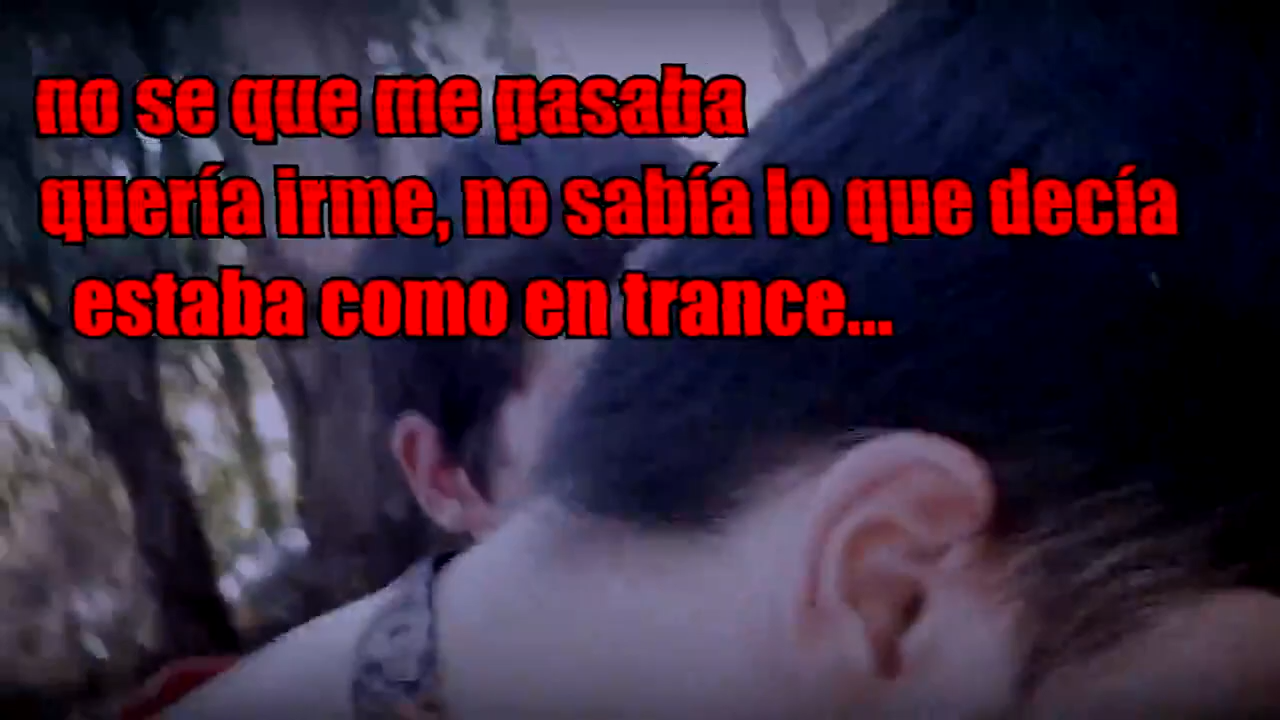 no se que me pasaba
quería irme, no sabía lo que decía
estaba como en trance...